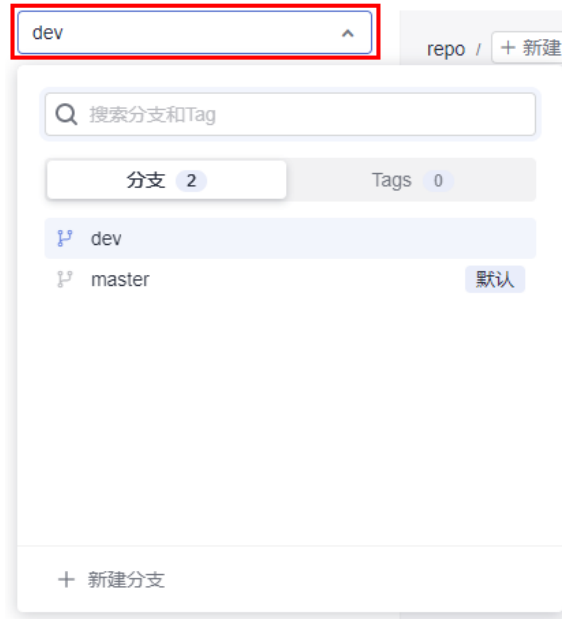 dev
repo / + 新建
搜索分支和Tag
分支 2 Tags 0
dev
master 默认
+ 新建分支